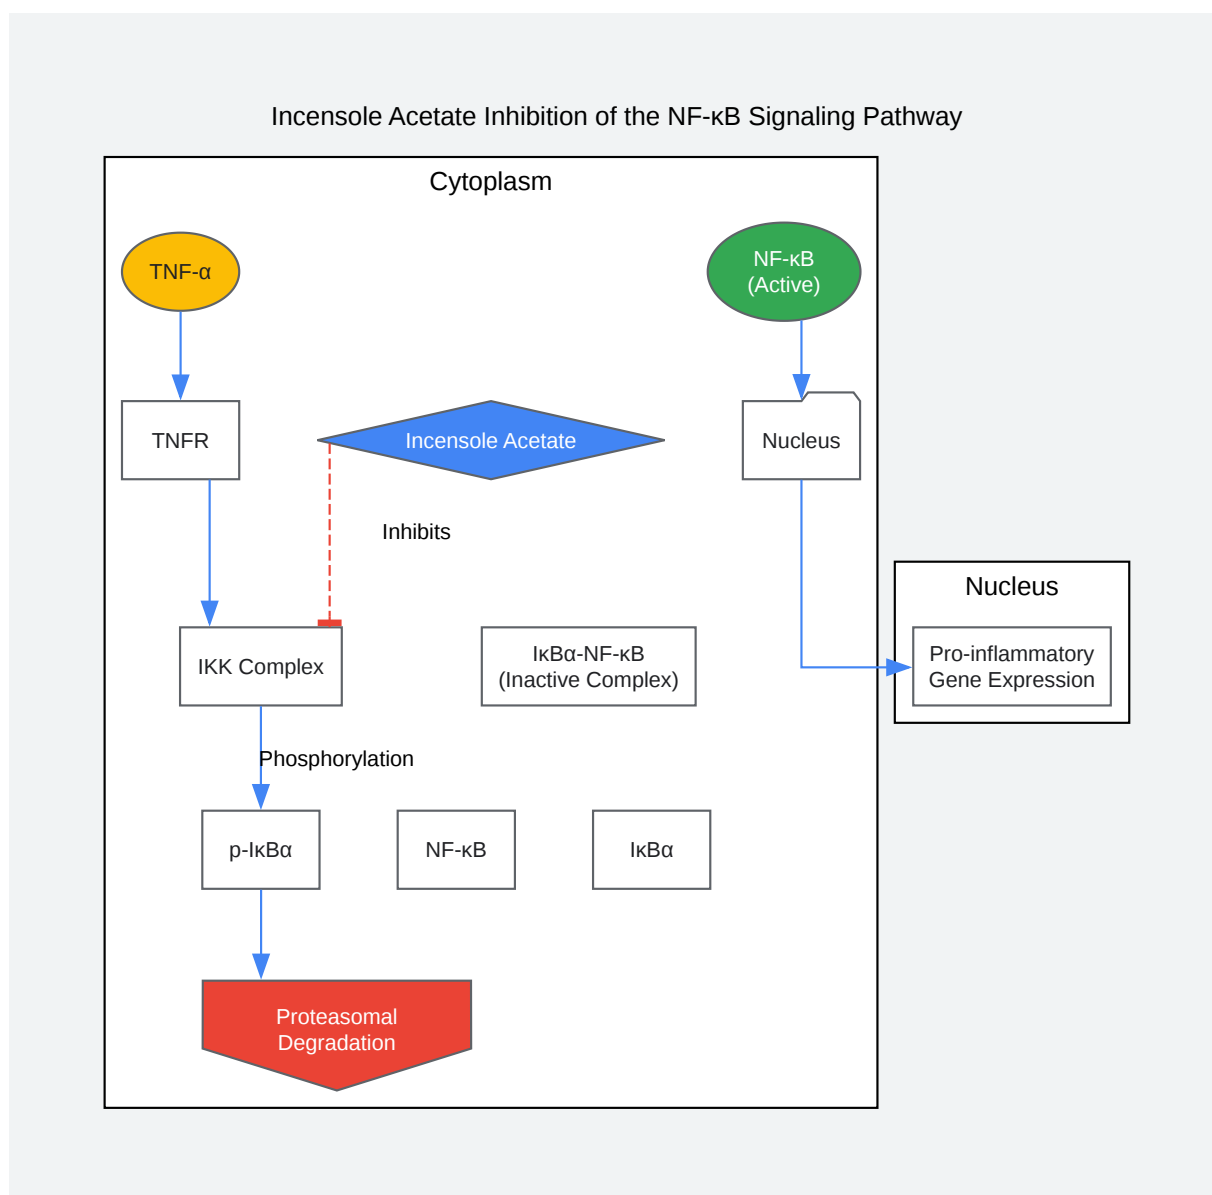 Incensole Acetate Inhibition of the NF-κB Signaling Pathway
Cytoplasm
TNF-α
NF-κB
(Active)
TNFR
Incensole Acetate
Nucleus
Inhibits
Nucleus
IKK Complex
IκBα-NF-κB
(Inactive Complex)
Pro-inflammatory
Gene Expression
Phosphorylation
p-IκBα
NF-κB
IκBα
Proteasomal
Degradation